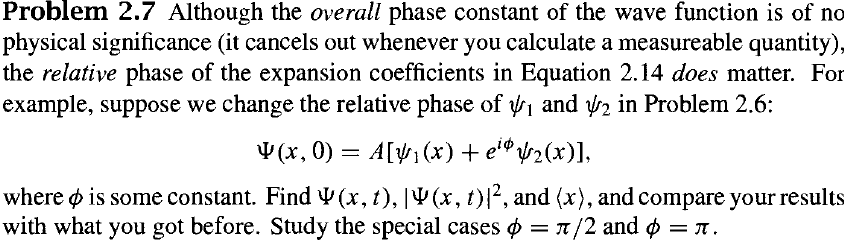 Problem 2.7 Although the overall phase constant of the wave function is of no
physical significance (it cancels out whenever you calculate a measureable quantity),
the relative phase of the expansion coefficients in Equation 2.14 does matter. For
example, suppose we change the relative phase of ψ₁ and ψ₂ in Problem 2.6:
Ψ(x, 0) = A[ψ₁(x) + e^{iϕ}ψ₂(x)],
where ϕ is some constant. Find Ψ(x, t), |Ψ(x, t)|², and ⟨x⟩, and compare your results
with what you got before. Study the special cases ϕ = π/2 and ϕ = π.